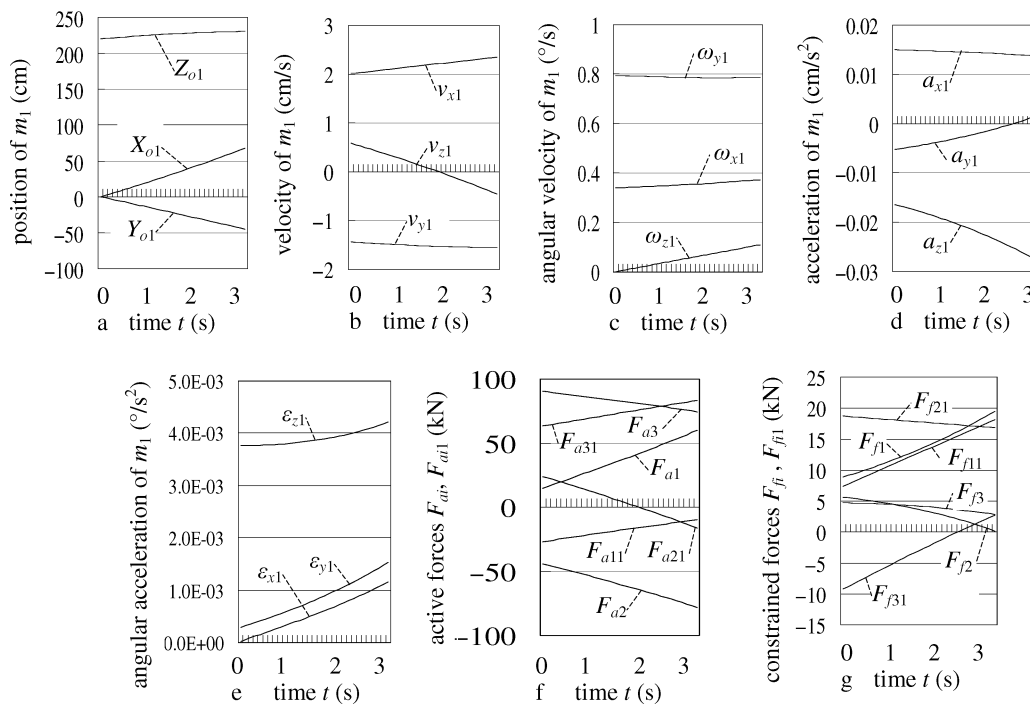 position of m1 (cm)
250
200
150
100
50
0
−50
−100
Zo1
Xo1
Yo1
0 1 2 3
a time t (s)
velocity of m1 (cm/s)
3
2
1
0
−1
−2
vx1
vz1
vy1
0 1 2 3
b time t (s)
angular velocity of m1 (°/s)
1
0.8
0.6
0.4
0.2
0
ωy1
ωx1
ωz1
0 1 2 3
c time t (s)
acceleration of m1 (cm/s²)
0.02
0.01
0
−0.01
−0.02
−0.03
ax1
ay1
az1
0 1 2 3
d time t (s)
angular acceleration of m1 (°/s²)
5.0E-03
4.0E-03
3.0E-03
2.0E-03
1.0E-03
0.0E+00
εz1
εx1
εy1
0 1 2 3
e time t (s)
active forces Fai, Fai1 (kN)
100
50
0
−50
−100
Fa31
Fa3
Fa1
Fa11
Fa21
Fa2
0 1 2 3
f time t (s)
constrained forces Ffi , Ffi1 (kN)
25
20
15
10
5
0
−5
−10
−15
Ff21
Ff1
Ff11
Ff3
Ff2
Ff31
0 1 2 3
g time t (s)